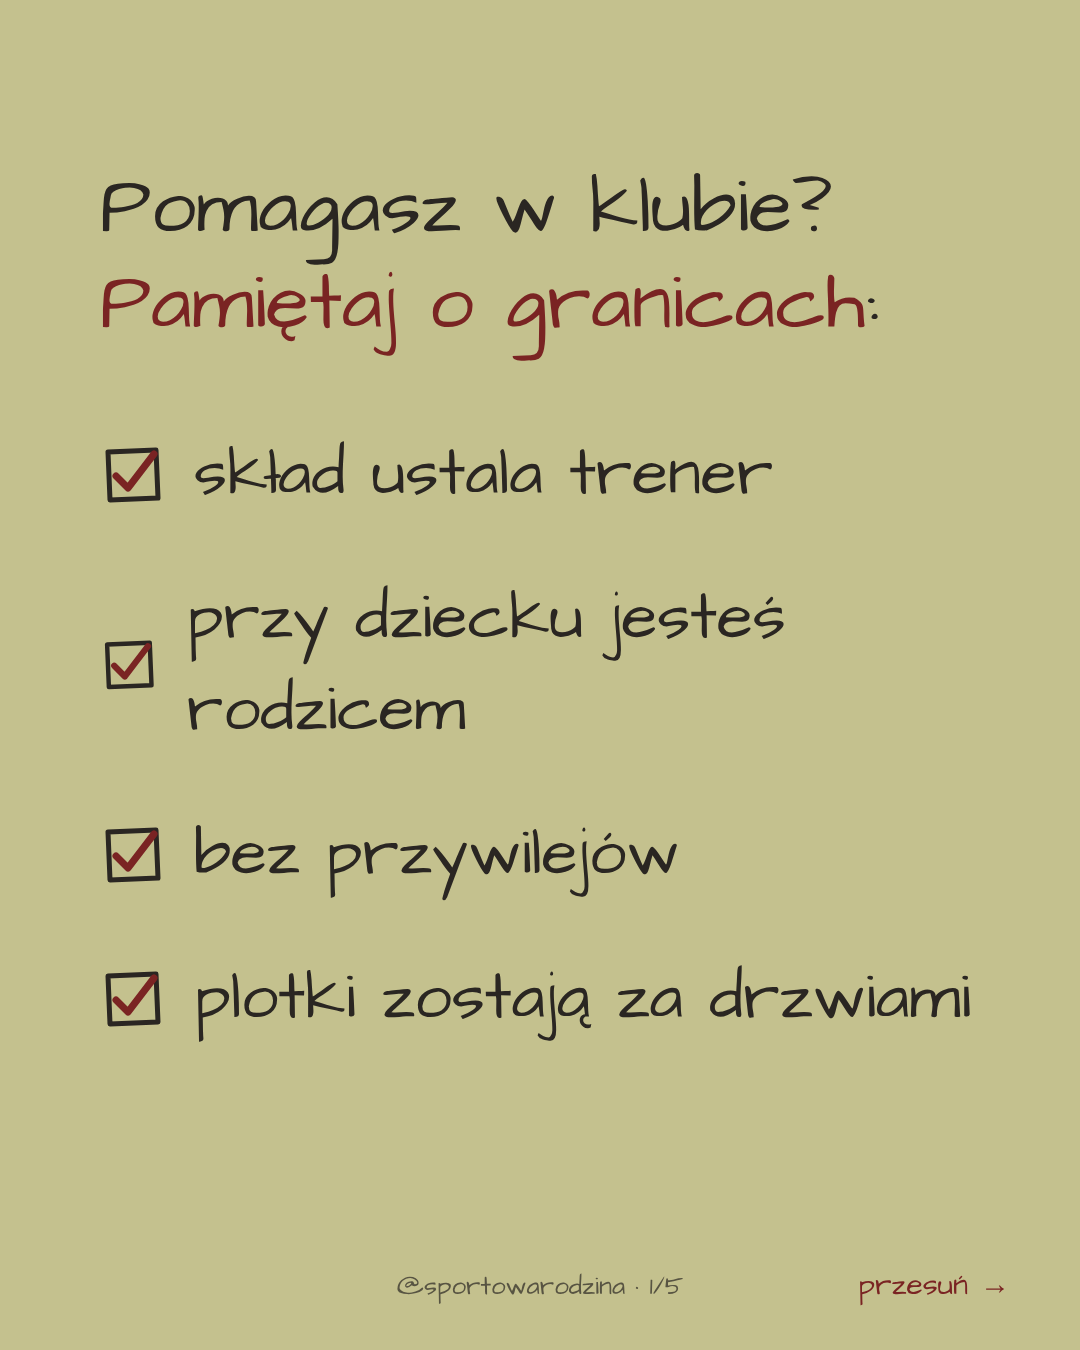 Pomagasz w klubie?
Pamiętaj o granicach:
skład ustala trener
przy dziecku jesteś
rodzicem
bez przywilejów
plotki zostają za drzwiami
@sportowarodzina · 1/5
przesuń →